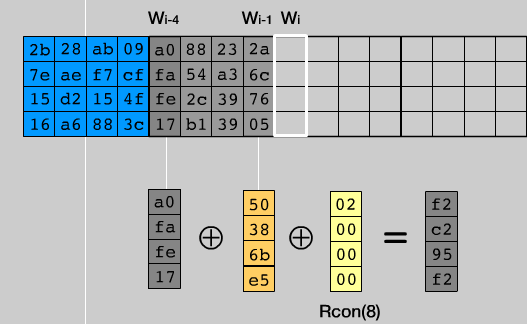 Wi-4 Wi-1 Wi
2b 28 ab 09 a0 88 23 2a
7e ae f7 cf fa 54 a3 6c
15 d2 15 4f fe 2c 39 76
16 a6 88 3c 17 b1 39 05
a0 50 02 f2
fa ⊕ 38 ⊕ 00 = c2
fe 6b 00 95
17 e5 00 f2
Rcon(8)